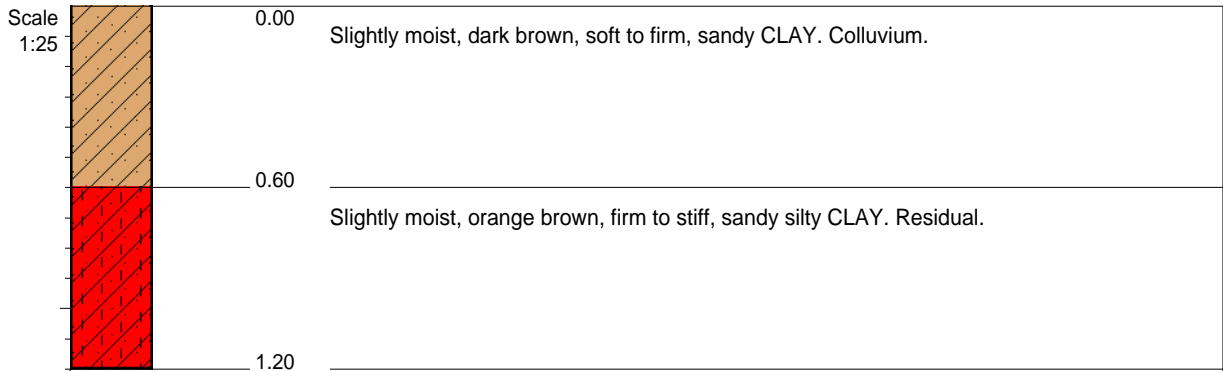 Scale
1:25
0.00
Slightly moist, dark brown, soft to firm, sandy CLAY. Colluvium.
0.60
Slightly moist, orange brown, firm to stiff, sandy silty CLAY. Residual.
1.20